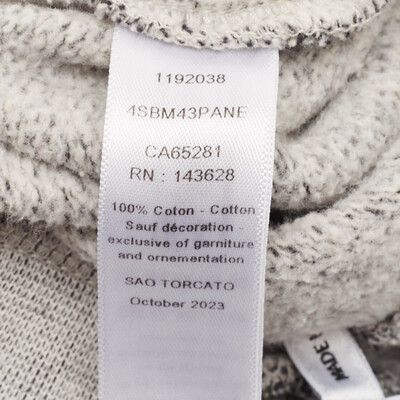 1192038
4SBM43PANE
CA65281
RN : 143628
100% Coton - Cotton
Sauf décoration -
exclusive of garniture
and ornementation
SAO TORCATO
October 2023
MADE